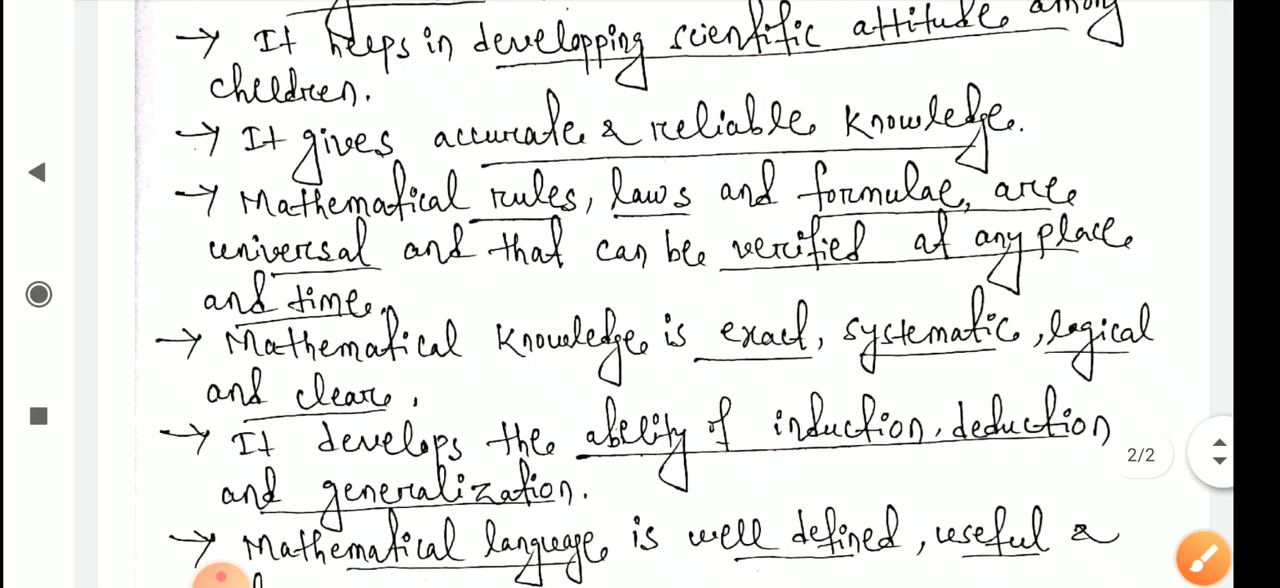 → It helps in developping scientific attitude among
children.
→ It gives accurate & reliable knowledge.
→ Mathematical rules, laws and formulae, are
universal and that can be verified at any place
and time.
→ Mathematical knowledge is exact, systematic, logical
and clear.
→ It develops the ability of induction, deduction
and generalization.
2/2
→ Mathematical language is well defined, useful &